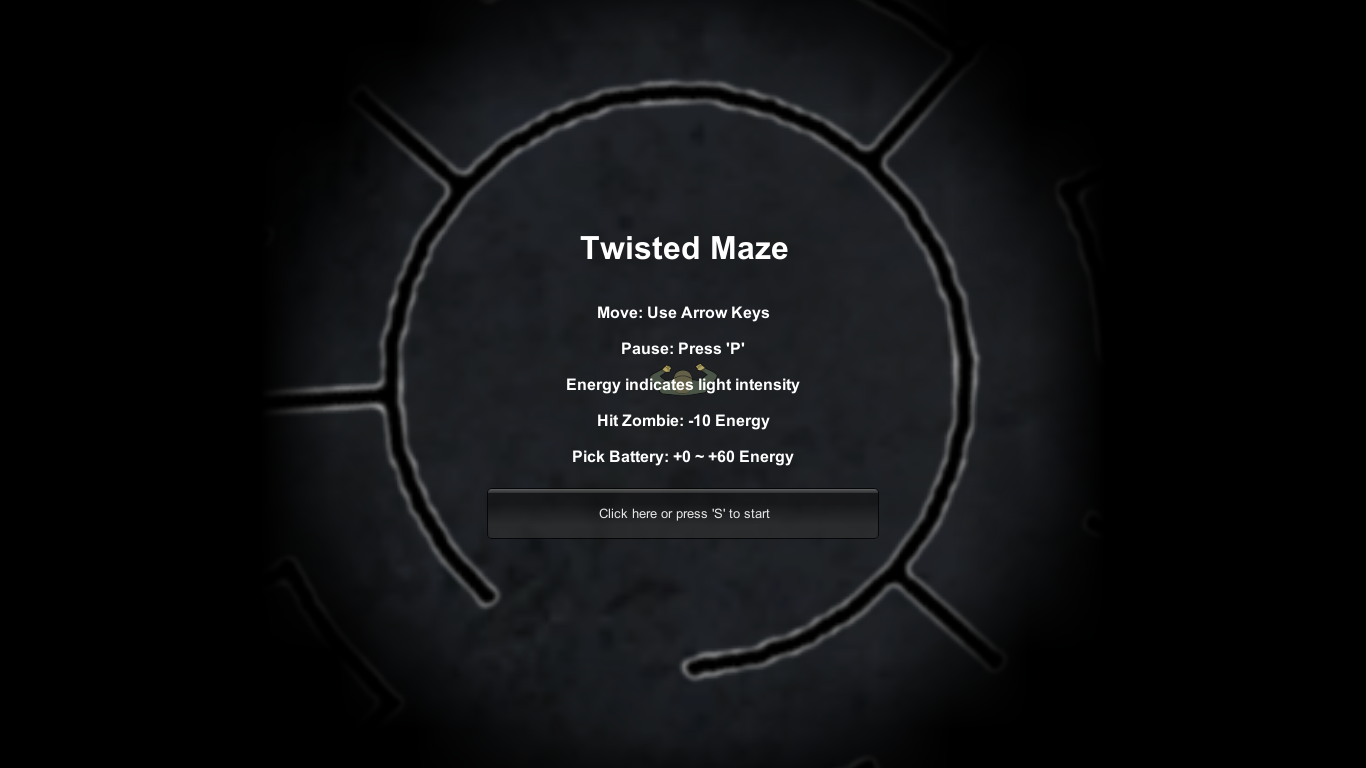 Twisted Maze
Move: Use Arrow Keys
Pause: Press 'P'
Energy indicates light intensity
Hit Zombie: -10 Energy
Pick Battery: +0 ~ +60 Energy
Click here or press 'S' to start